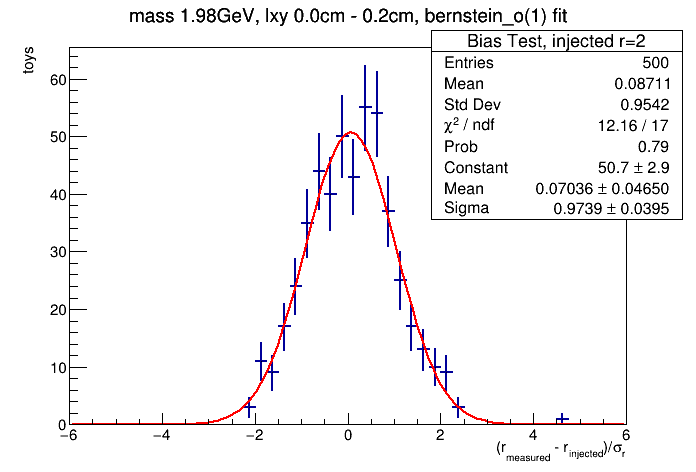 mass 1.98GeV, lxy 0.0cm - 0.2cm, bernstein_o(1) fit
Bias Test, injected r=2
Entries 500
Mean 0.08711
Std Dev 0.9542
χ² / ndf 12.16 / 17
Prob 0.79
Constant 50.7 ± 2.9
Mean 0.07036 ± 0.04650
Sigma 0.9739 ± 0.0395
toys
60
50
40
30
20
10
0
−6 −4 −2 0 2 4 6
(r_measured - r_injected)/σ_r